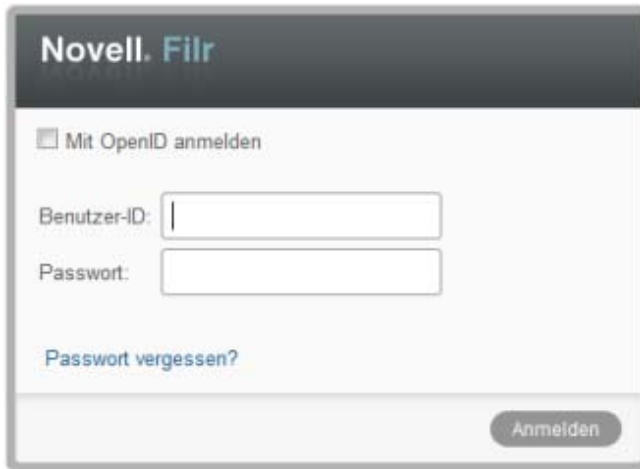 Novell. Filr
Mit OpenID anmelden
Benutzer-ID:
Passwort:
Passwort vergessen?
Anmelden